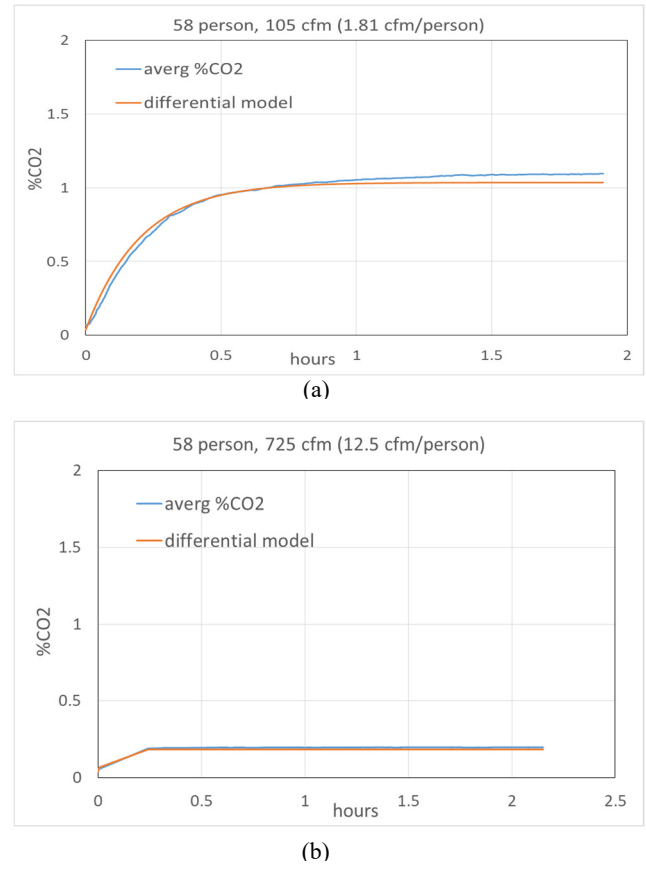 58 person, 105 cfm (1.81 cfm/person)
2
averg %CO2
1.5
differential model
%CO2
1
0.5
0
0
0.5
1
1.5
2
hours
(a)
58 person, 725 cfm (12.5 cfm/person)
2
averg %CO2
1.5
differential model
%CO2
1
0.5
0
0
0.5
1
1.5
2
2.5
hours
(b)